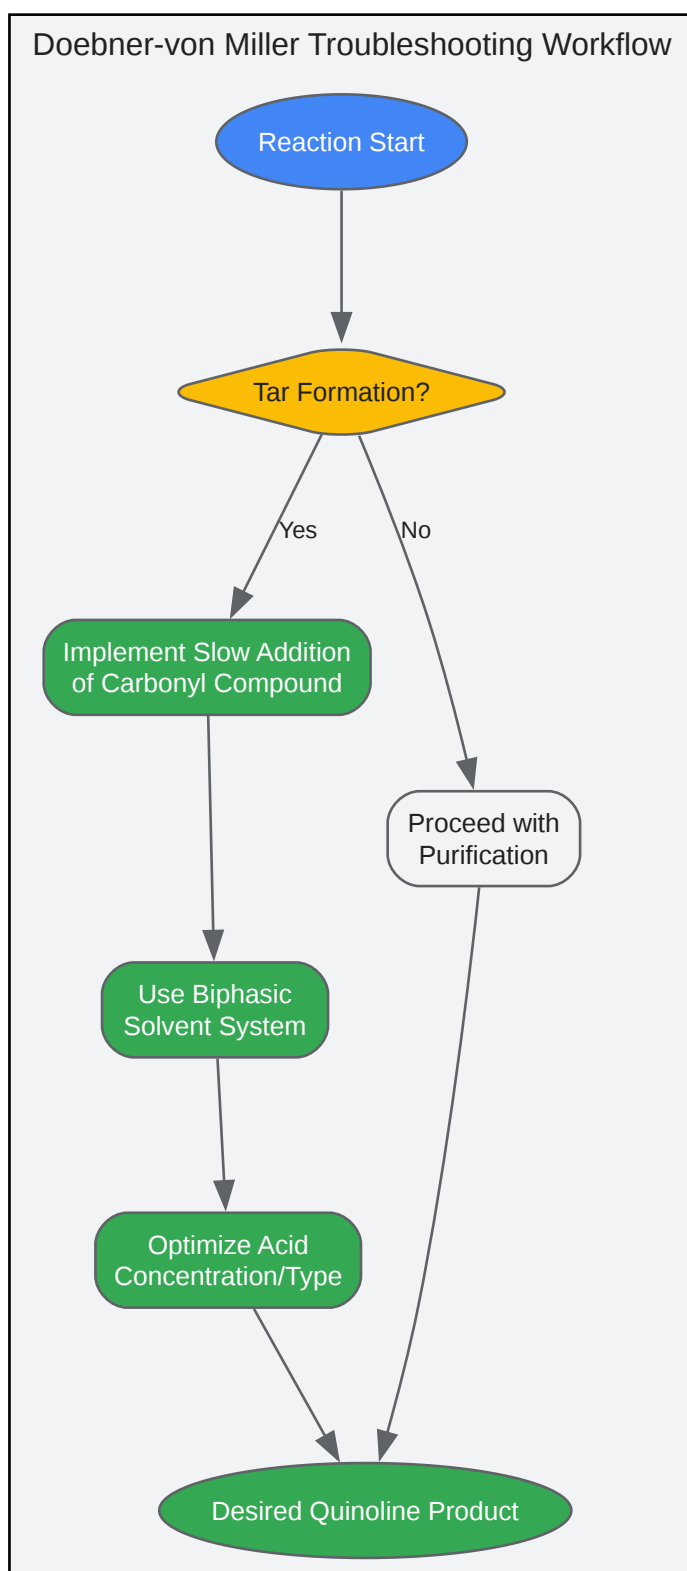 Doebner-von Miller Troubleshooting Workflow
Reaction Start
Tar Formation?
Yes
No
Implement Slow Addition
of Carbonyl Compound
Proceed with
Purification
Use Biphasic
Solvent System
Optimize Acid
Concentration/Type
Desired Quinoline Product